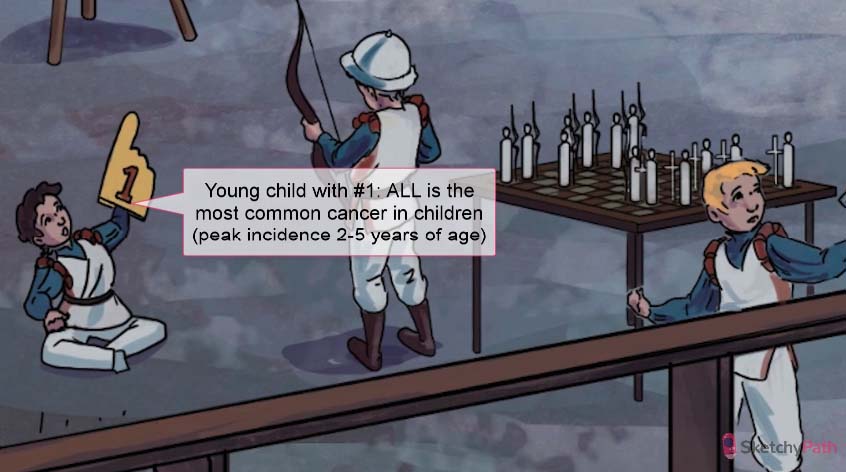 1
Young child with #1: ALL is the
most common cancer in children
(peak incidence 2-5 years of age)
SketchyPath